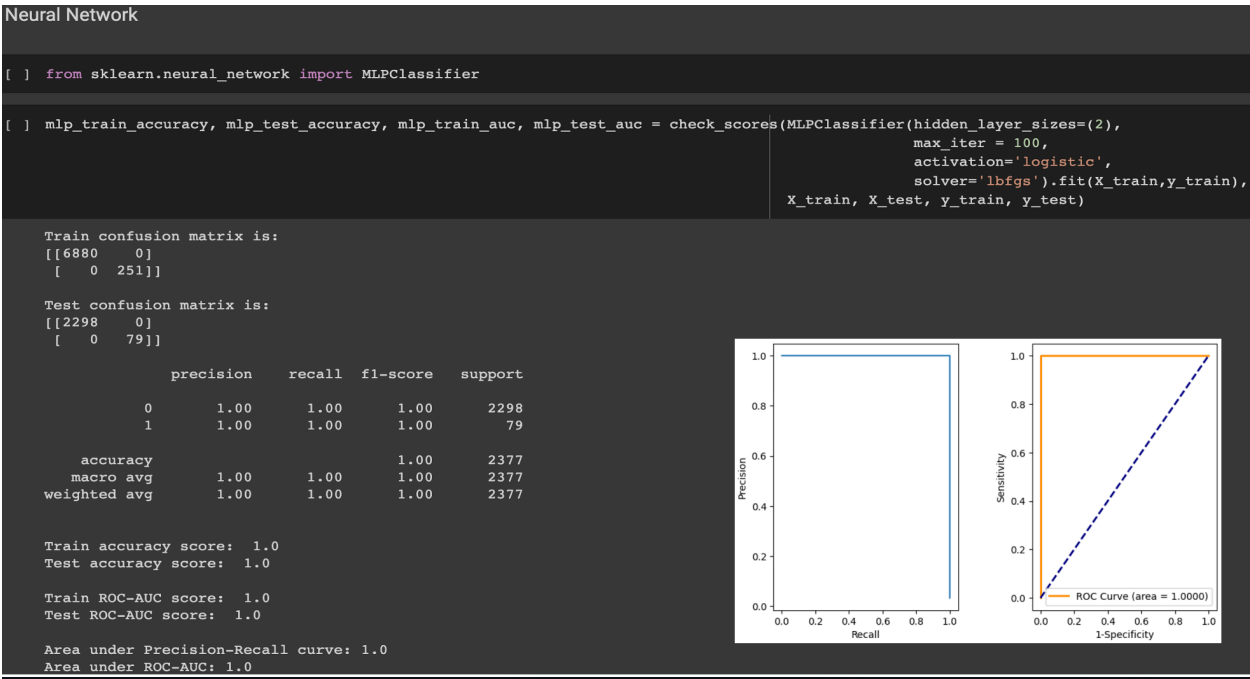 Neural Network
[ ] from sklearn.neural_network import MLPClassifier
[ ] mlp_train_accuracy, mlp_test_accuracy, mlp_train_auc, mlp_test_auc = check_scores(MLPClassifier(hidden_layer_sizes=(2),
max_iter = 100,
activation='logistic',
solver='lbfgs').fit(X_train,y_train),
X_train, X_test, y_train, y_test)
Train confusion matrix is:
[[6880    0]
[   0  251]]
Test confusion matrix is:
[[2298    0]
[   0   79]]
precision    recall  f1-score   support
0       1.00      1.00      1.00      2298
1       1.00      1.00      1.00        79
accuracy                           1.00      2377
macro avg       1.00      1.00      1.00      2377
weighted avg       1.00      1.00      1.00      2377
Train accuracy score:  1.0
Test accuracy score:  1.0
Train ROC-AUC score:  1.0
Test ROC-AUC score:  1.0
Area under Precision-Recall curve: 1.0
Area under ROC-AUC: 1.0
1.0
0.8
0.6
0.4
0.2
0.0
Precision
0.0 0.2 0.4 0.6 0.8 1.0
Recall
1.0
0.8
0.6
0.4
0.2
0.0
Sensitivity
ROC Curve (area = 1.0000)
0.0 0.2 0.4 0.6 0.8 1.0
1-Specificity